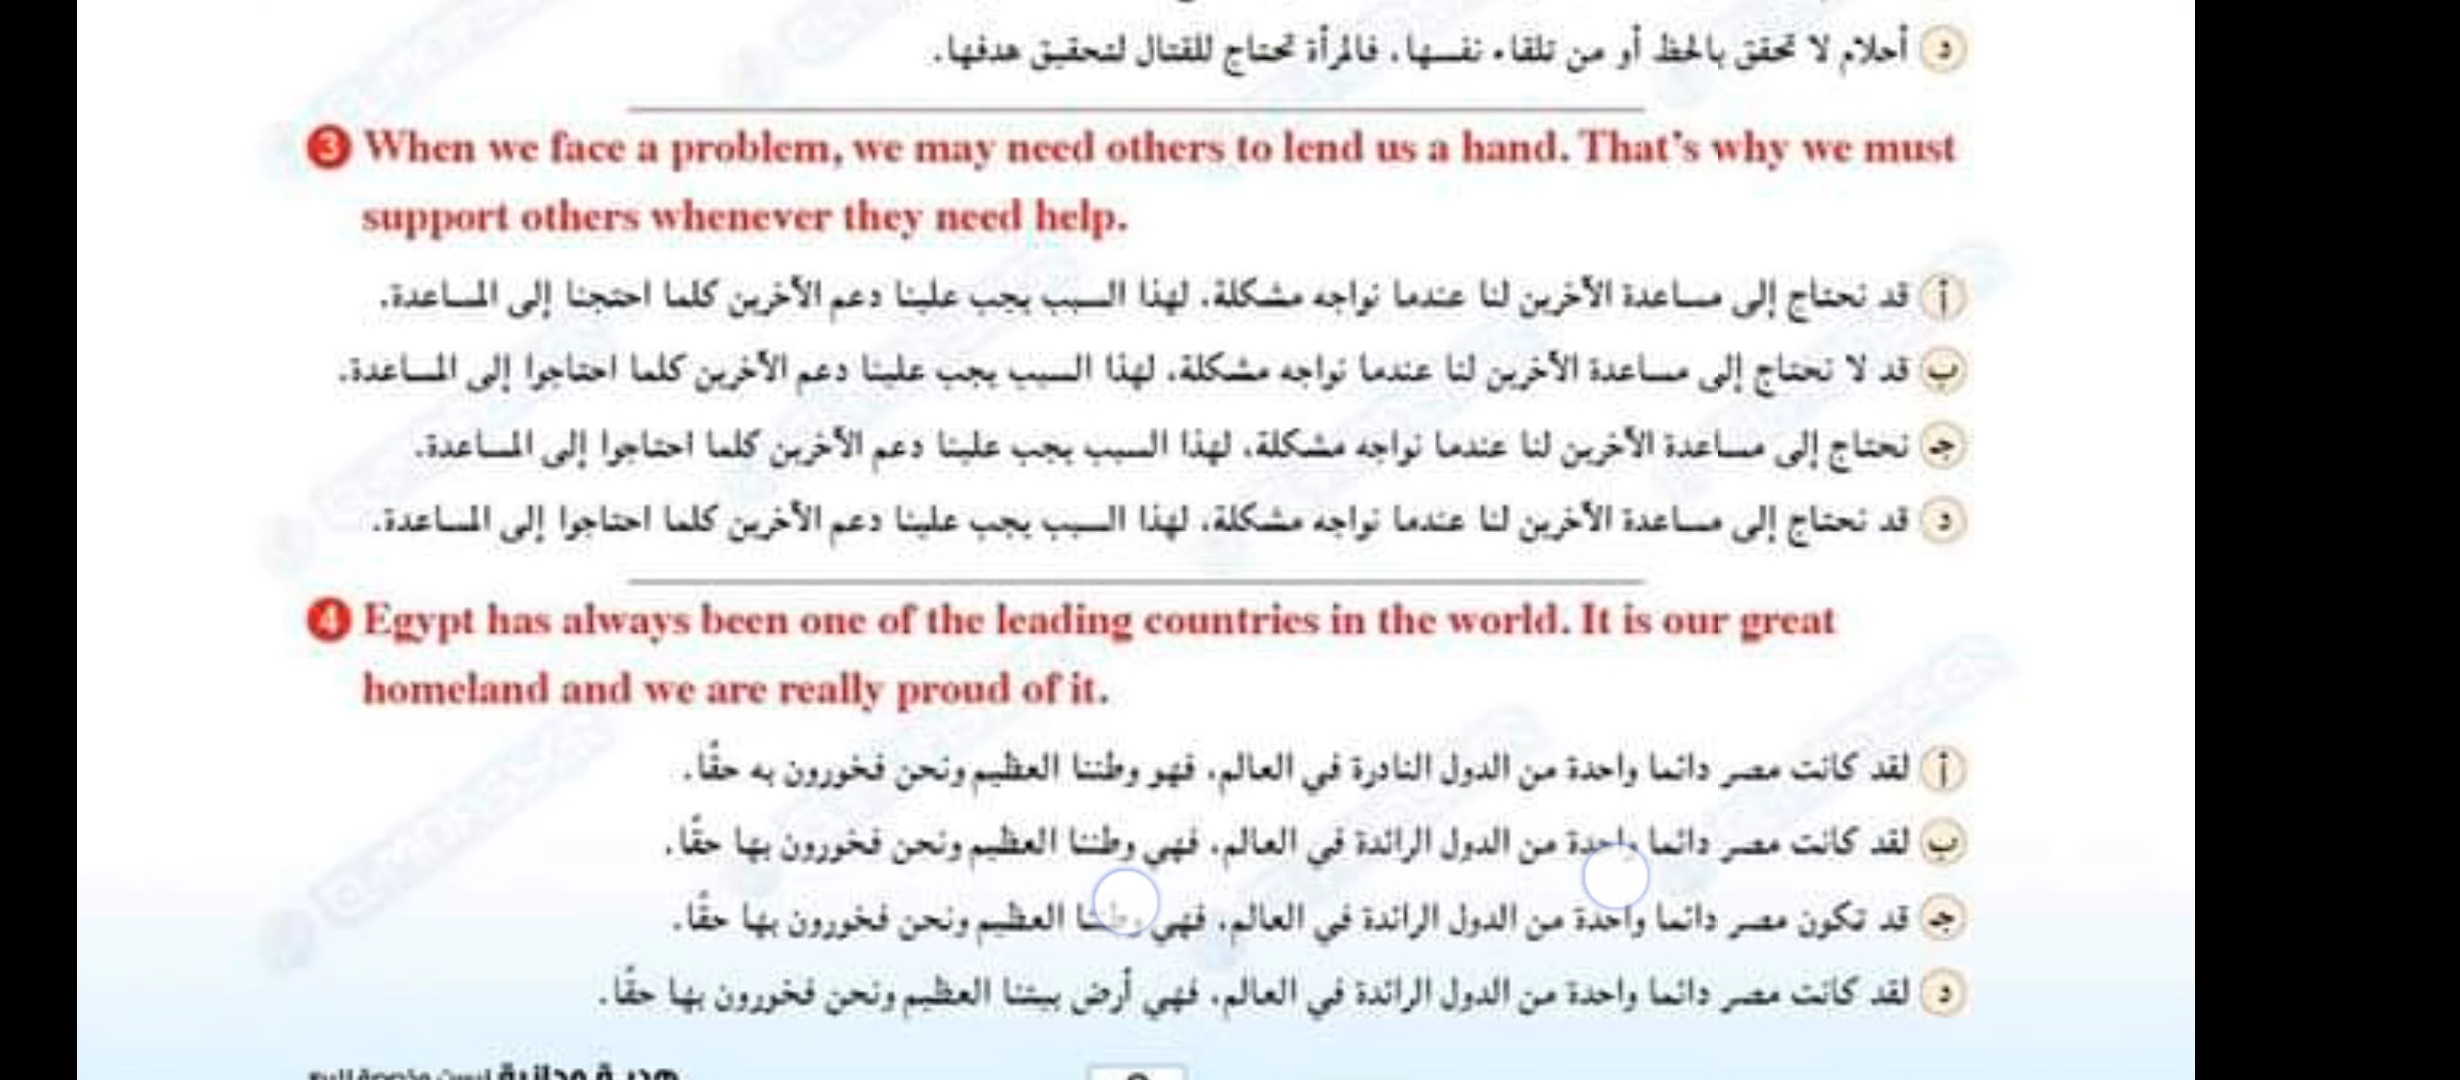 د أحلام لا تحقق بالحظ أو من تلقاء نفسها. فالمرأة تحتاج للقتال لتحقيق هدفها.
3 When we face a problem, we may need others to lend us a hand. That's why we must
support others whenever they need help.
أ قد نحتاج إلى مساعدة الآخرين لنا عندما نواجه مشكلة. لهذا السبب يجب علينا دعم الآخرين كلما احتجنا إلى المساعدة.
ب قد لا نحتاج إلى مساعدة الآخرين لنا عندما نواجه مشكلة. لهذا السبب يجب علينا دعم الآخرين كلما احتاجوا إلى المساعدة.
جـ نحتاج إلى مساعدة الآخرين لنا عندما نواجه مشكلة. لهذا السبب يجب علينا دعم الآخرين كلما احتاجوا إلى المساعدة.
د قد نحتاج إلى مساعدة الآخرين لنا عندما نواجه مشكلة. لهذا السبب يجب علينا دعم الآخرين كلما احتاجوا إلى المساعدة.
4 Egypt has always been one of the leading countries in the world. It is our great
homeland and we are really proud of it.
أ لقد كانت مصر دائما واحدة من الدول النادرة في العالم. فهو وطننا العظيم ونحن فخورون به حقًا.
ب لقد كانت مصر دائما واحدة من الدول الرائدة في العالم. فهي وطننا العظيم ونحن فخورون بها حقًا.
جـ قد تكون مصر دائما واحدة من الدول الرائدة في العالم. فهي وطننا العظيم ونحن فخورون بها حقًا.
د لقد كانت مصر دائما واحدة من الدول الرائدة في العالم. فهي أرض بيتنا العظيم ونحن فخورون بها حقًا.